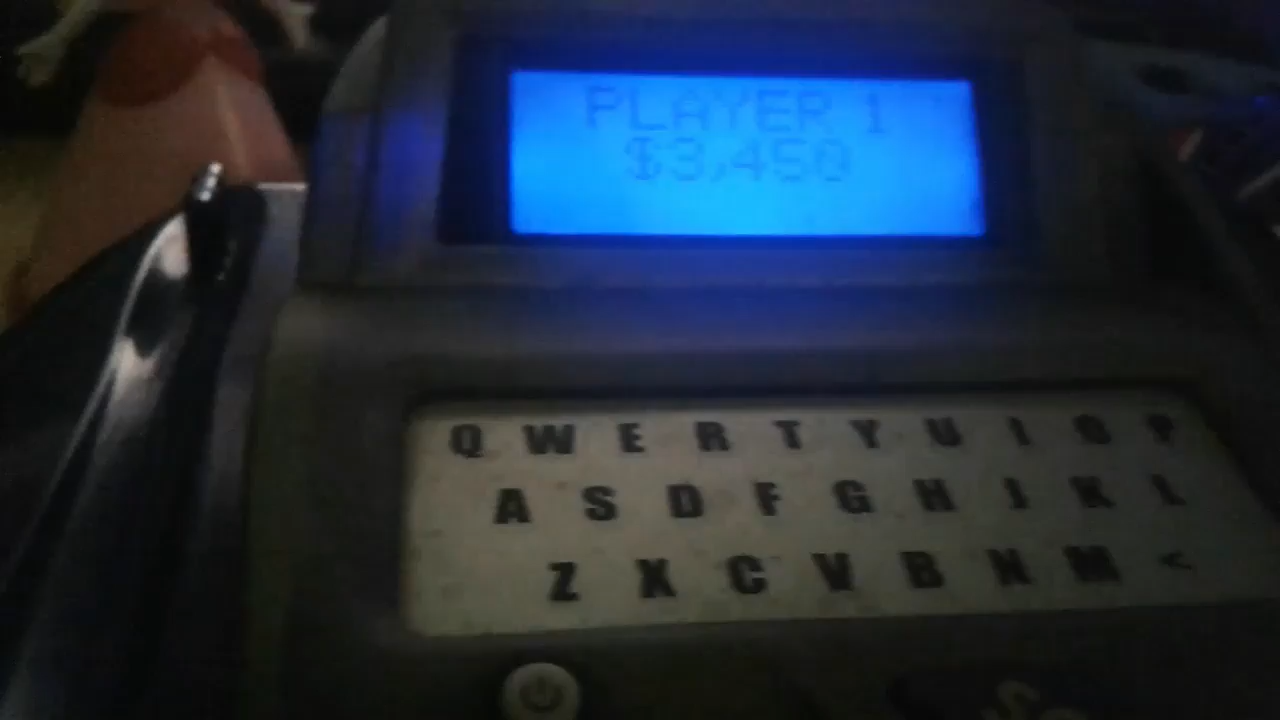 PLAYER 1
$3,450
Q W E R T Y U I O P
A S D F G H J K L
Z X C V B N M <